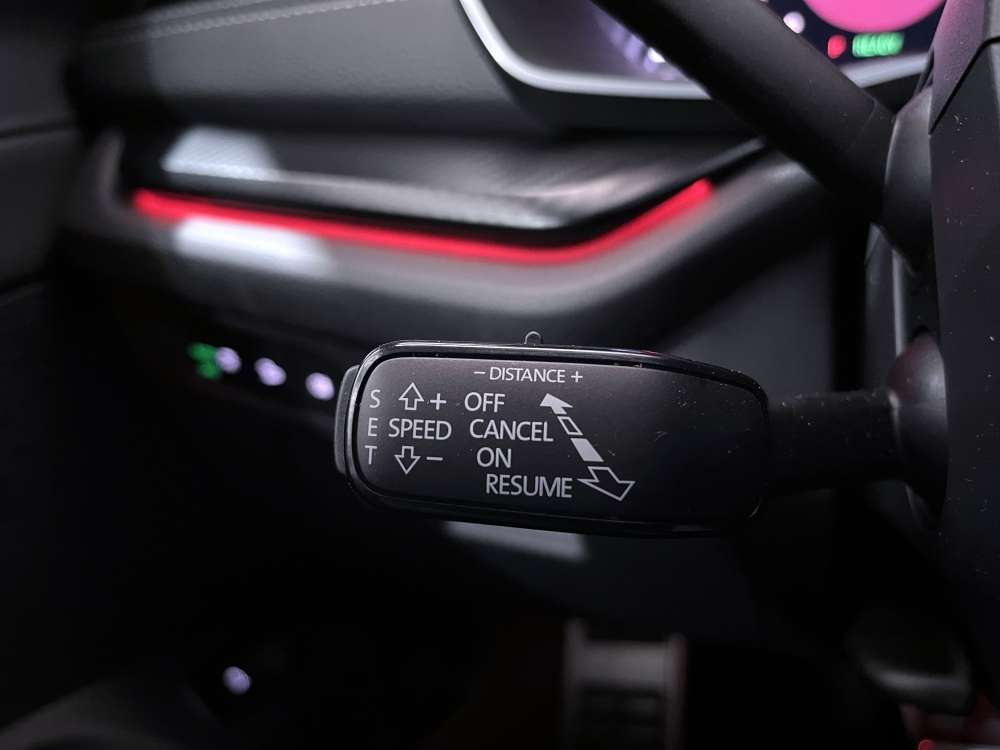 READY
− DISTANCE +
S + OFF
E SPEED CANCEL
T − ON
RESUME